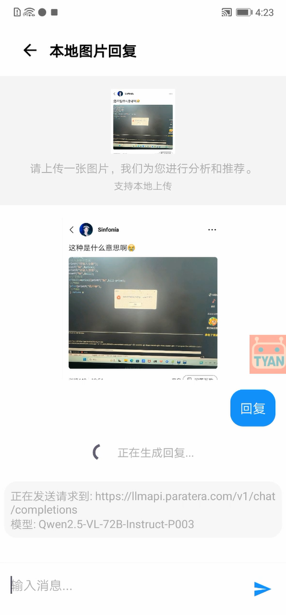 4:23
本地图片回复
Sinfonia
请上传一张图片，我们为您进行分析和推荐。
支持本地上传
Sinfonia
这种是什么意思啊
TYAN
回复
正在生成回复...
正在发送请求到: https://llmapi.paratera.com/v1/chat
/completions
模型: Qwen2.5-VL-72B-Instruct-P003
输入消息...